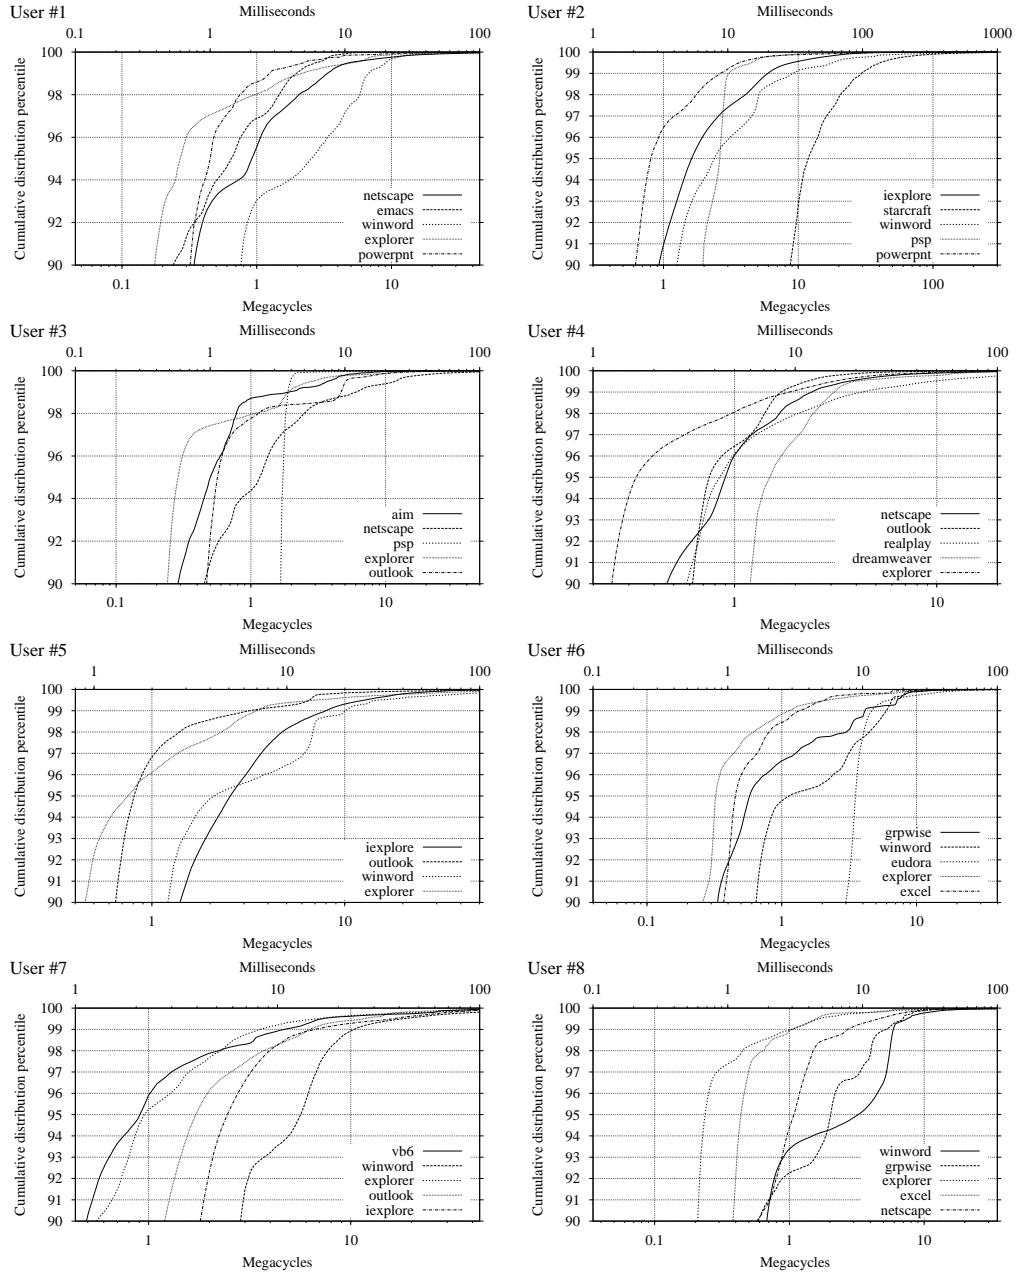 User #1
Milliseconds
0.1 1 10 100
Cumulative distribution percentile
100
99
98
96
94
92
90
netscape
emacs
winword
explorer
powerpnt
0.1 1 10
Megacycles
User #2
Milliseconds
0.1 1 10 100 1000
Cumulative distribution percentile
100
99
98
97
96
95
94
93
92
91
90
iexplore
starcraft
winword
psp
powerpnt
1 10 100
Megacycles
User #3
Milliseconds
0.1 1 10 100
Cumulative distribution percentile
100
98
96
94
92
90
aim
netscape
psp
explorer
outlook
0.1 1 10
Megacycles
User #4
Milliseconds
1 10 100
Cumulative distribution percentile
100
99
98
97
96
95
94
93
92
91
90
netscape
outlook
realplay
dreamweaver
explorer
1 10
Megacycles
User #5
Milliseconds
1 10 100
Cumulative distribution percentile
100
99
98
97
96
95
94
93
92
91
90
iexplore
outlook
winword
explorer
1 10
Megacycles
User #6
Milliseconds
0.1 1 10 100
Cumulative distribution percentile
100
99
98
97
96
95
94
93
92
91
90
grpwise
winword
eudora
explorer
excel
0.1 1 10
Megacycles
User #7
Milliseconds
1 10 100
Cumulative distribution percentile
100
99
98
97
96
95
94
93
92
91
90
vb6
winword
explorer
outlook
iexplore
1 10
Megacycles
User #8
Milliseconds
0.1 1 10 100
Cumulative distribution percentile
100
99
98
97
96
95
94
93
92
91
90
winword
grpwise
explorer
excel
netscape
0.1 1 10
Megacycles